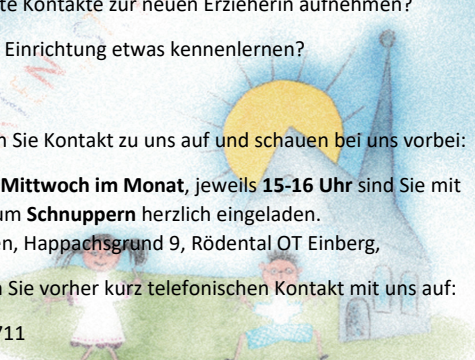 te Kontakte zur neuen Erzieherin aufnehmen?
Einrichtung etwas kennenlernen?
n Sie Kontakt zu uns auf und schauen bei uns vorbei:
Mittwoch im Monat, jeweils 15-16 Uhr sind Sie mit
um Schnuppern herzlich eingeladen.
en, Happachsgrund 9, Rödental OT Einberg,
n Sie vorher kurz telefonischen Kontakt mit uns auf:
711